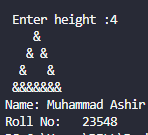 Enter height :4
   &
  & &
 &   &
&&&&&&&
Name: Muhammad Ashir
Roll No:   23548